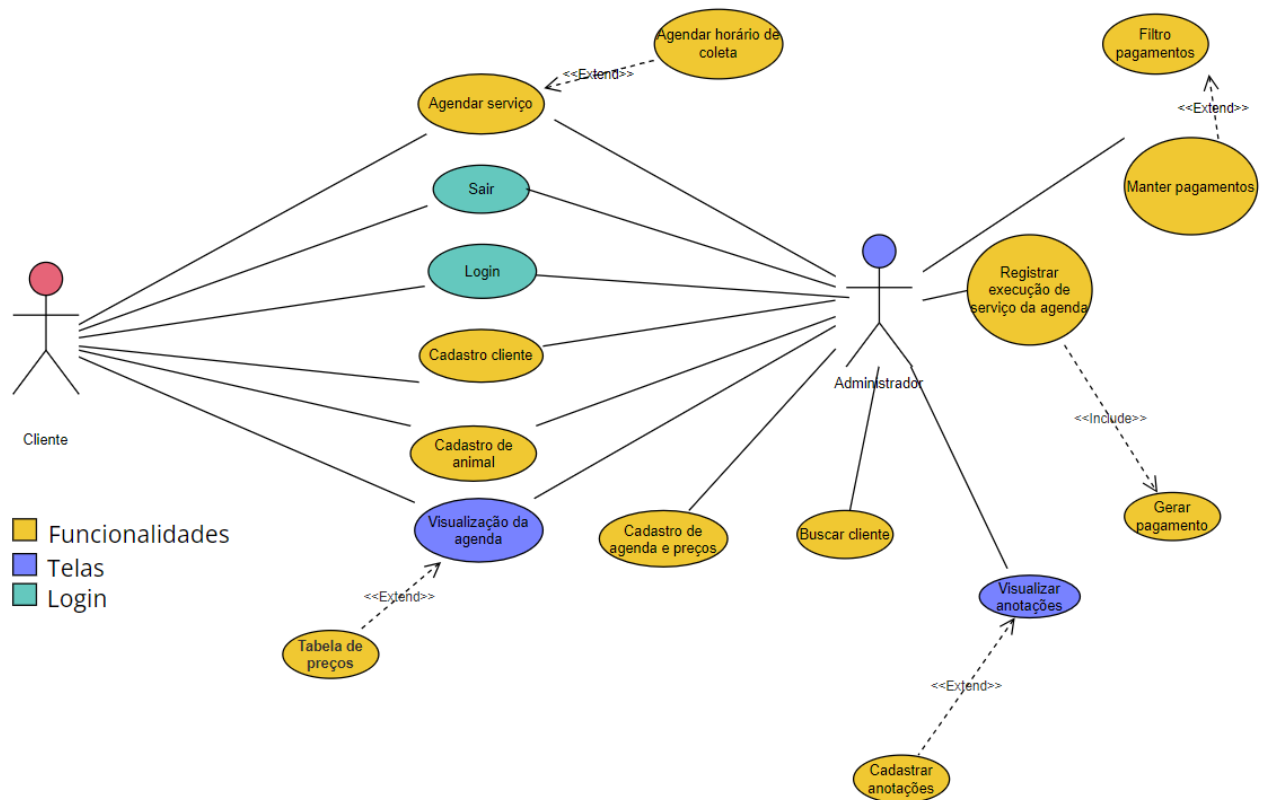 Agendar horário de
coleta
Filtro
pagamentos
<<Extend>>
Agendar serviço
<<Extend>>
Sair
Manter pagamentos
Login
Registrar
execução de
serviço da agenda
Cadastro cliente
Administrador
<<Include>>
Cliente
Cadastro de
animal
Visualização da
agenda
Cadastro de
agenda e preços
Buscar cliente
Gerar
pagamento
Funcionalidades
Telas
Login
<<Extend>>
Visualizar
anotações
Tabela de
preços
<<Extend>>
Cadastrar
anotações